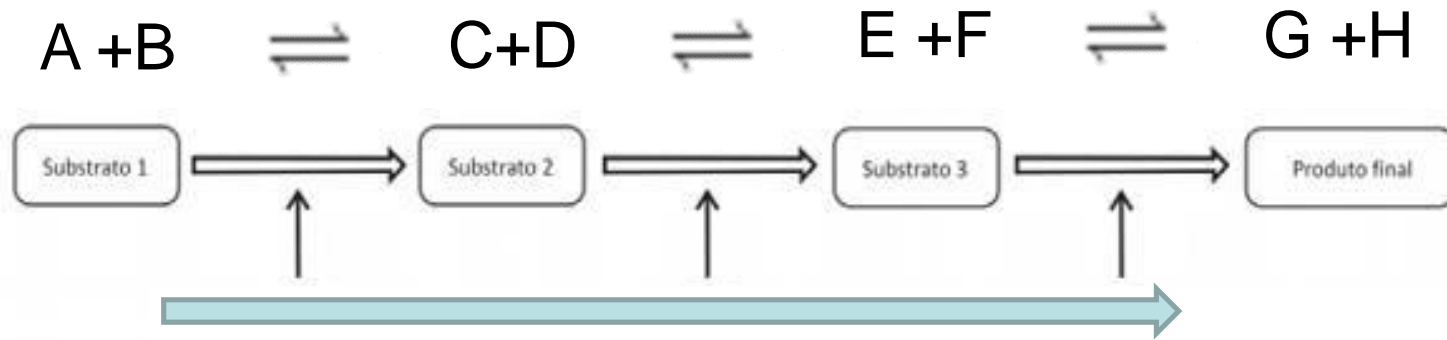 A +B ⇌ C+D ⇌ E +F ⇌ G +H
Substrato 1 Substrato 2 Substrato 3 Produto final